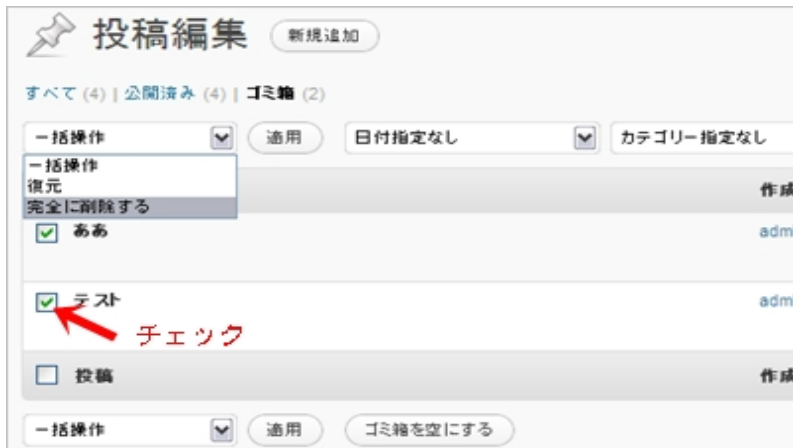 投稿編集 新規追加
すべて (4) | 公開済み (4) | ゴミ箱 (2)
一括操作 適用 日付指定なし カテゴリー指定なし
一括操作
復元
完全に削除する
作成
ああ adm
テスト adm
チェック
投稿 作成
一括操作 適用 ゴミ箱を空にする